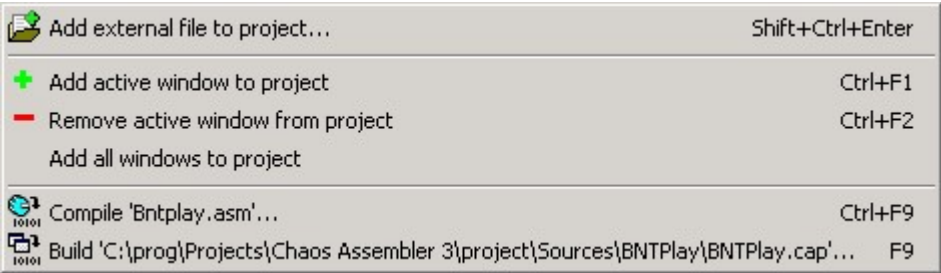 Add external file to project... Shift+Ctrl+Enter
Add active window to project Ctrl+F1
Remove active window from project Ctrl+F2
Add all windows to project
10101 Compile 'Bntplay.asm'... Ctrl+F9
10101 Build 'C:\prog\Projects\Chaos Assembler 3\project\Sources\BNTPlay\BNTPlay.cap'... F9